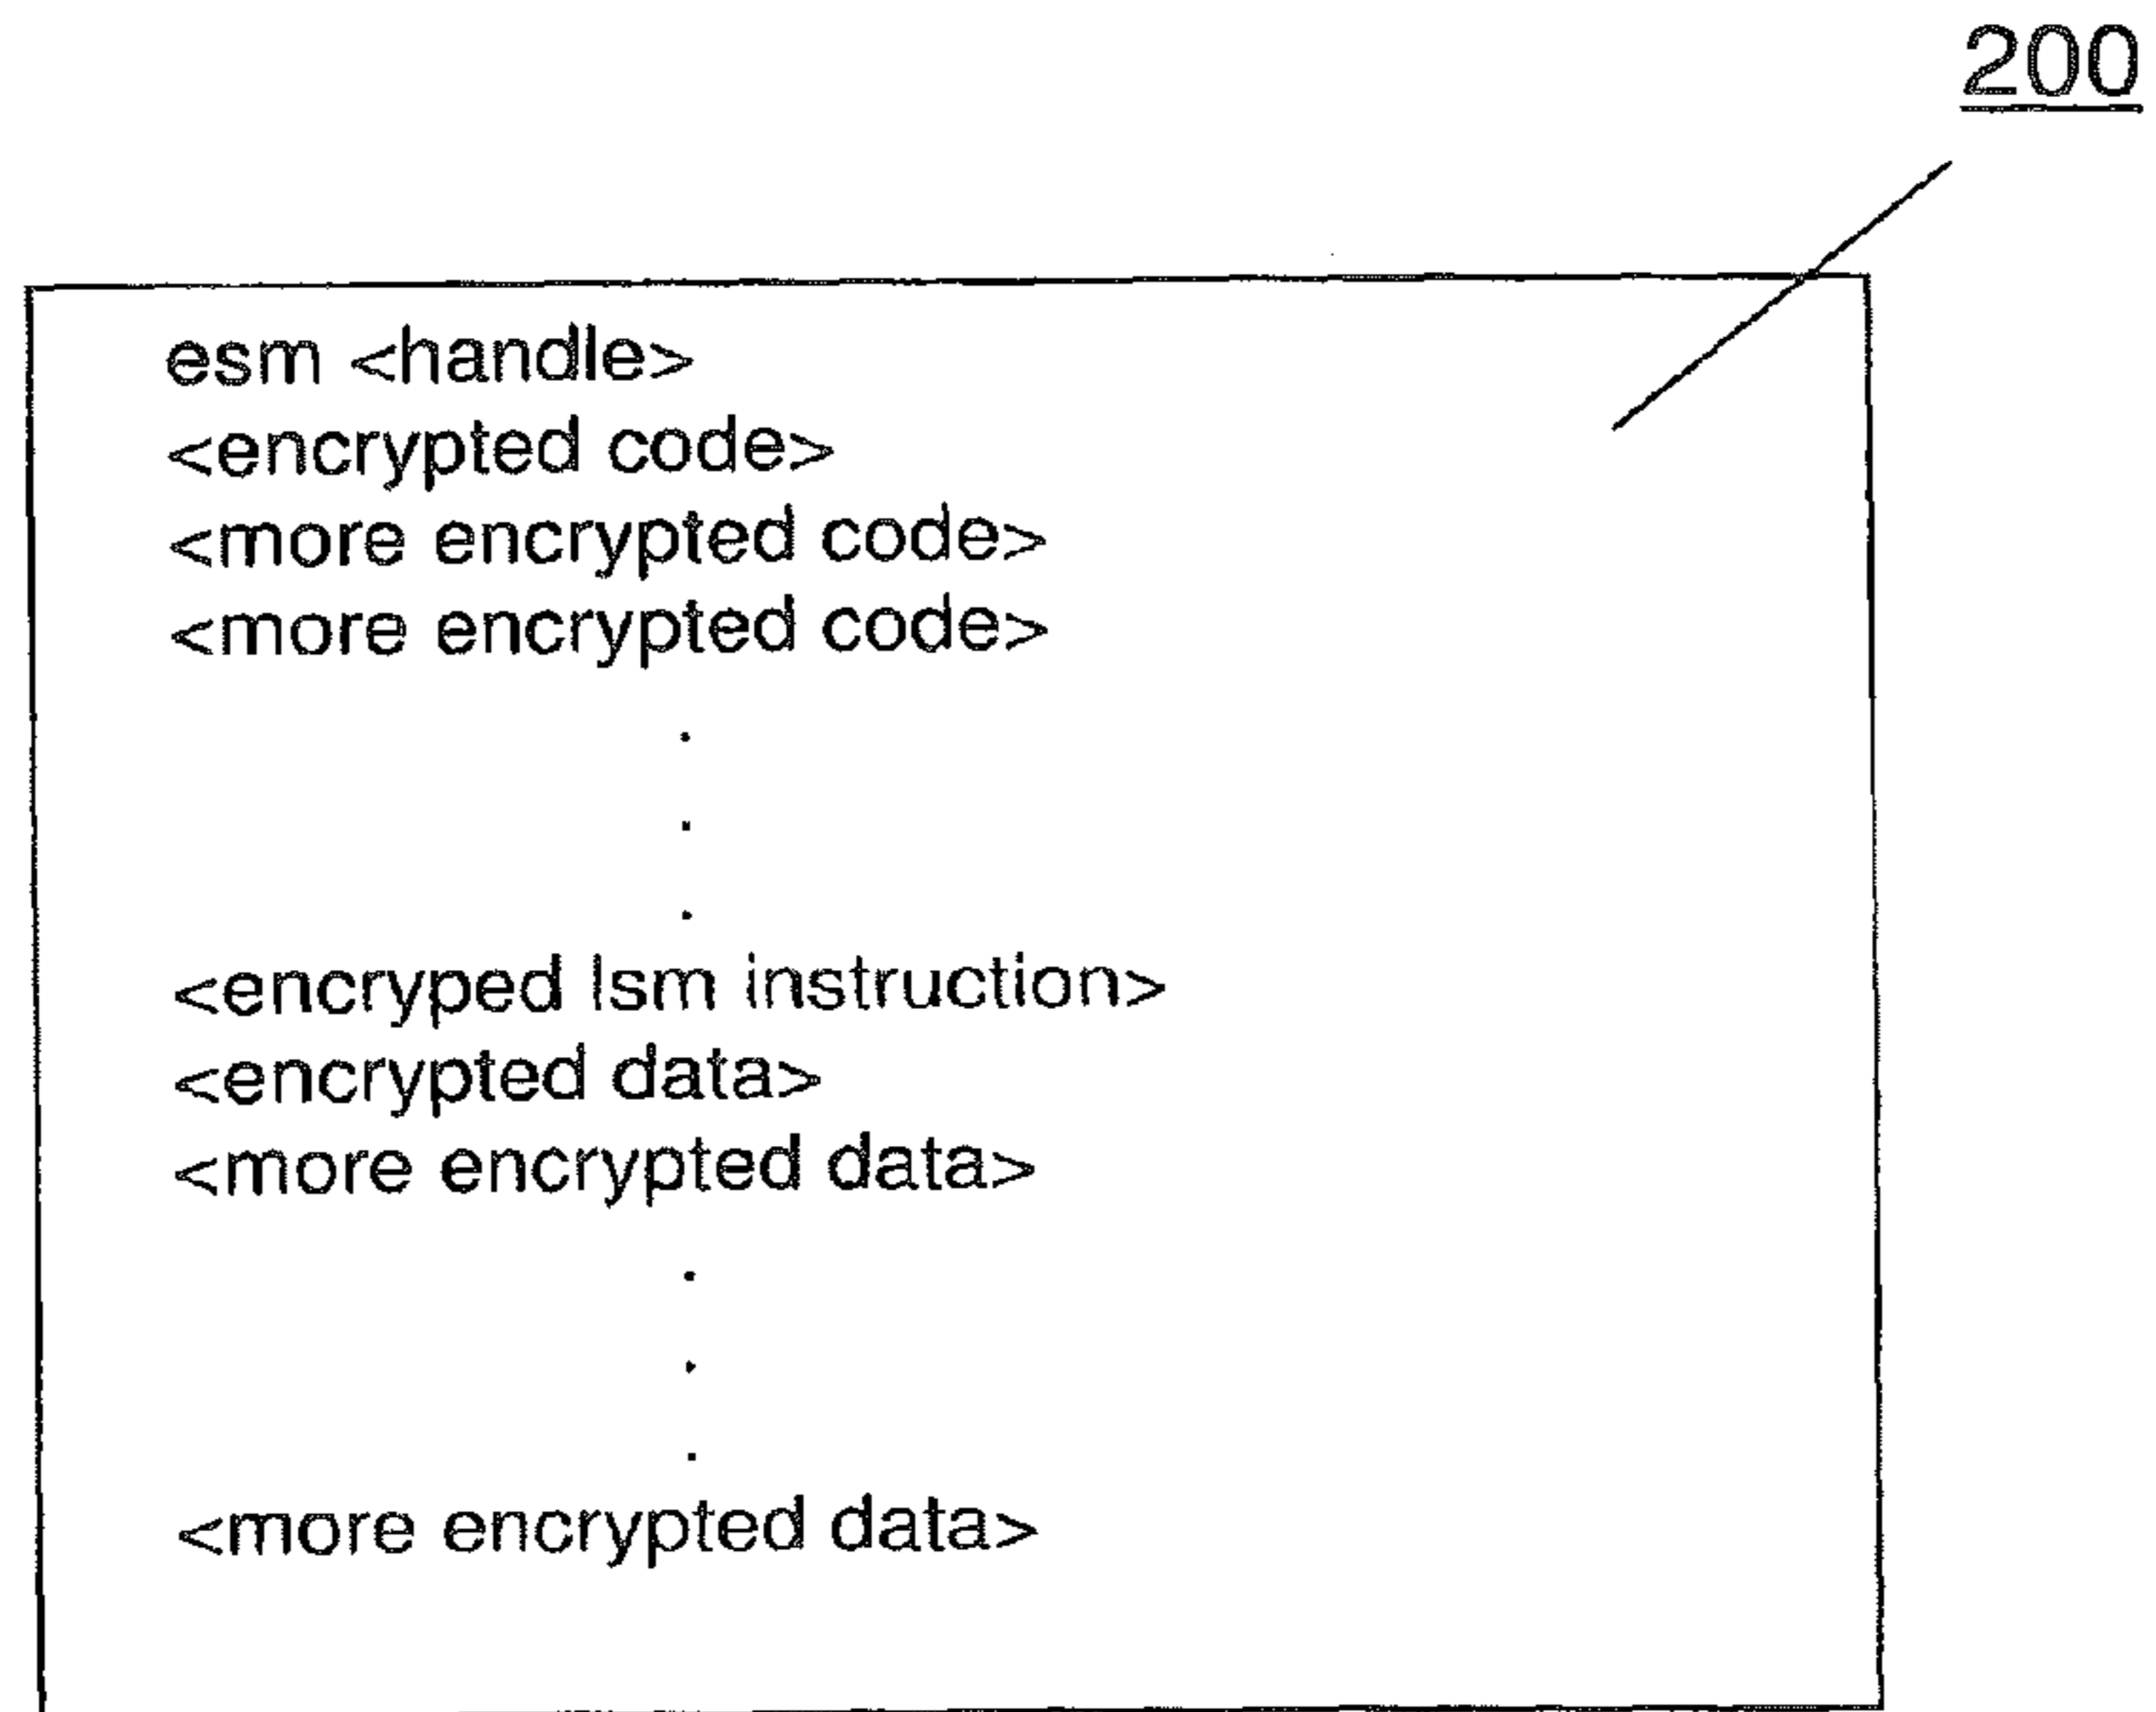 200
esm <handle>
<encrypted code>
<more encrypted code>
<more encrypted code>
.
.
.
<encryped lsm instruction>
<encrypted data>
<more encrypted data>
.
.
.
<more encrypted data>